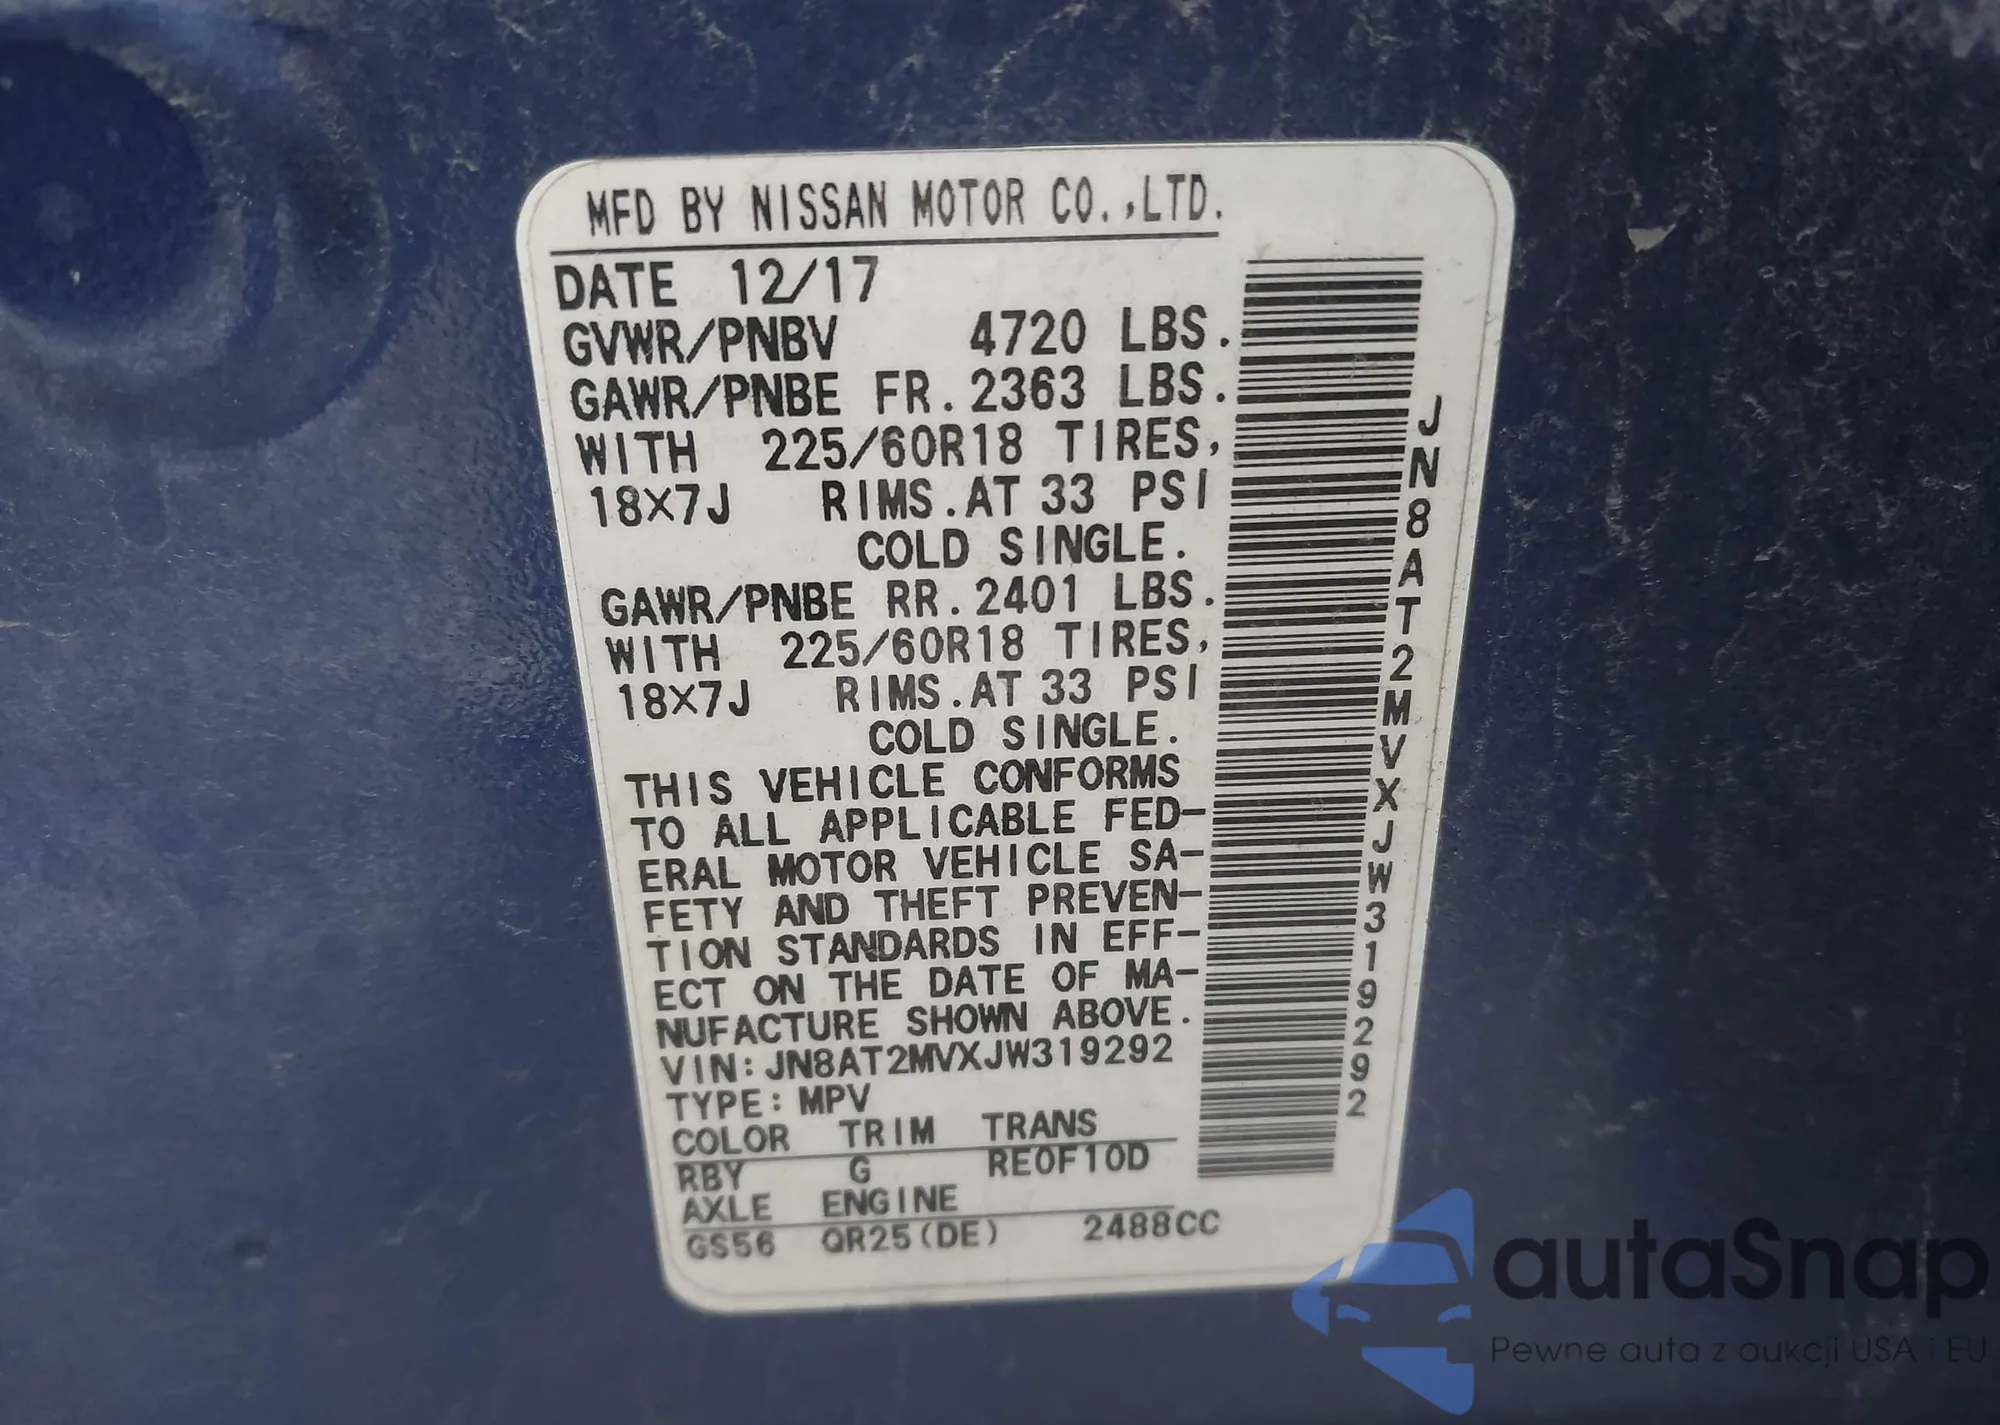 MFD BY NISSAN MOTOR CO.,LTD.
DATE 12/17
GVWR/PNBV 4720 LBS.
GAWR/PNBE FR.2363 LBS.
WITH 225/60R18 TIRES,
18X7J RIMS.AT 33 PSI
COLD SINGLE.
GAWR/PNBE RR.2401 LBS.
WITH 225/60R18 TIRES,
18X7J RIMS.AT 33 PSI
COLD SINGLE.
THIS VEHICLE CONFORMS
TO ALL APPLICABLE FED-
ERAL MOTOR VEHICLE SA-
FETY AND THEFT PREVEN-
TION STANDARDS IN EFF-
ECT ON THE DATE OF MA-
NUFACTURE SHOWN ABOVE.
VIN:JN8AT2MVXJW319292
TYPE:MPV
COLOR TRIM TRANS
RBY G RE0F10D
AXLE ENGINE
GS56 QR25(DE) 2488CC
JN8AT2MVXJW319292
autaSnap
Pewne auta z aukcji USA i EU